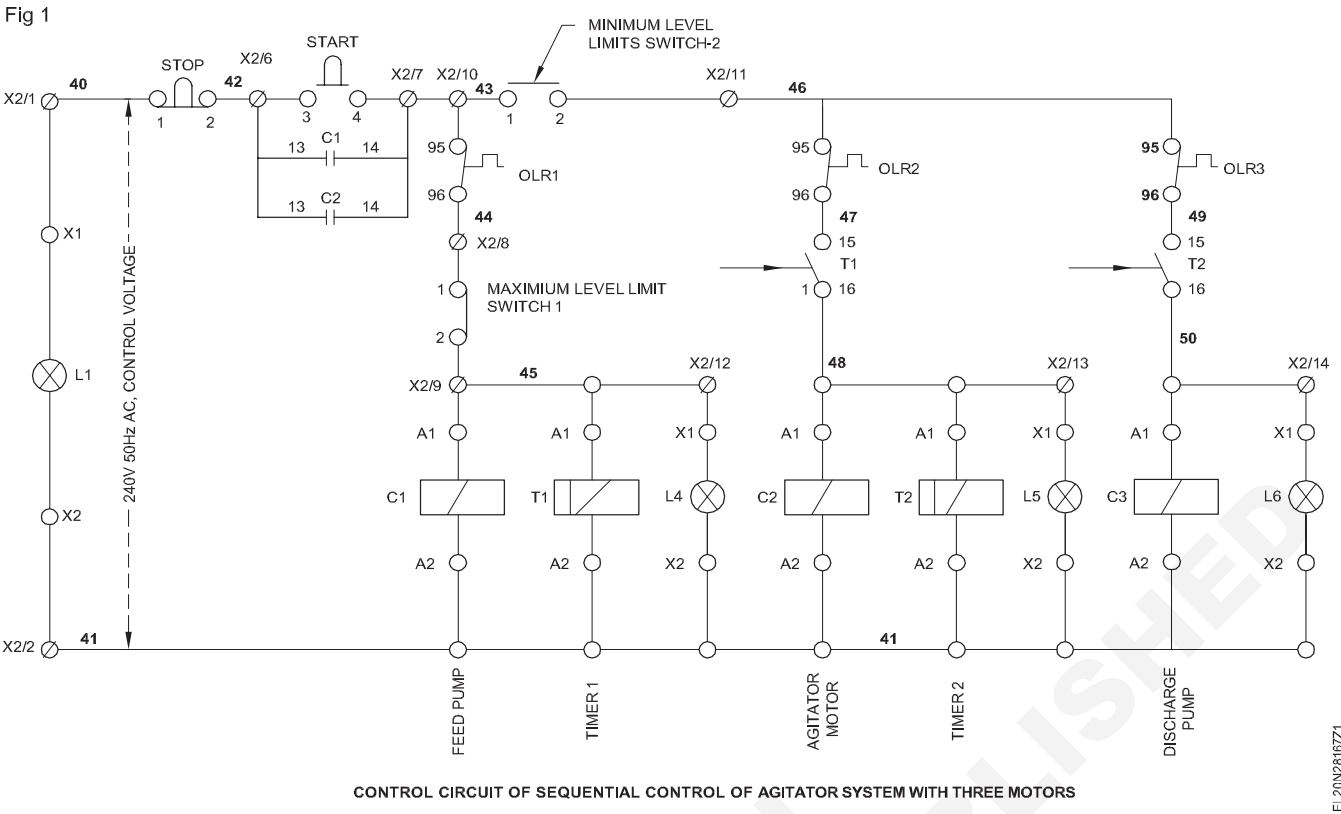 Fig 1
MINIMUM LEVEL
LIMITS SWITCH-2
START
STOP
X2/6
X2/7
X2/10
X2/11
X2/1
40
42
43
46
1
2
3
4
1
2
13
C1
14
13
C2
14
95
OLR1
96
95
OLR2
96
95
OLR3
96
44
X2/8
47
15
T1
1
16
49
15
T2
16
X1
1
MAXIMIUM LEVEL LIMIT
SWITCH 1
2
240V 50Hz AC, CONTROL VOLTAGE
L1
X2/9
45
X2/12
48
X2/13
50
X2/14
A1
A1
X1
A1
A1
X1
A1
X1
C1
T1
L4
C2
T2
L5
C3
L6
X2
A2
A2
X2
A2
A2
X2
A2
X2
X2/2
41
41
FEED PUMP
TIMER 1
AGITATOR
MOTOR
TIMER 2
DISCHARGE
PUMP
CONTROL CIRCUIT OF SEQUENTIAL CONTROL OF AGITATOR SYSTEM WITH THREE MOTORS
EL20N28167Z1